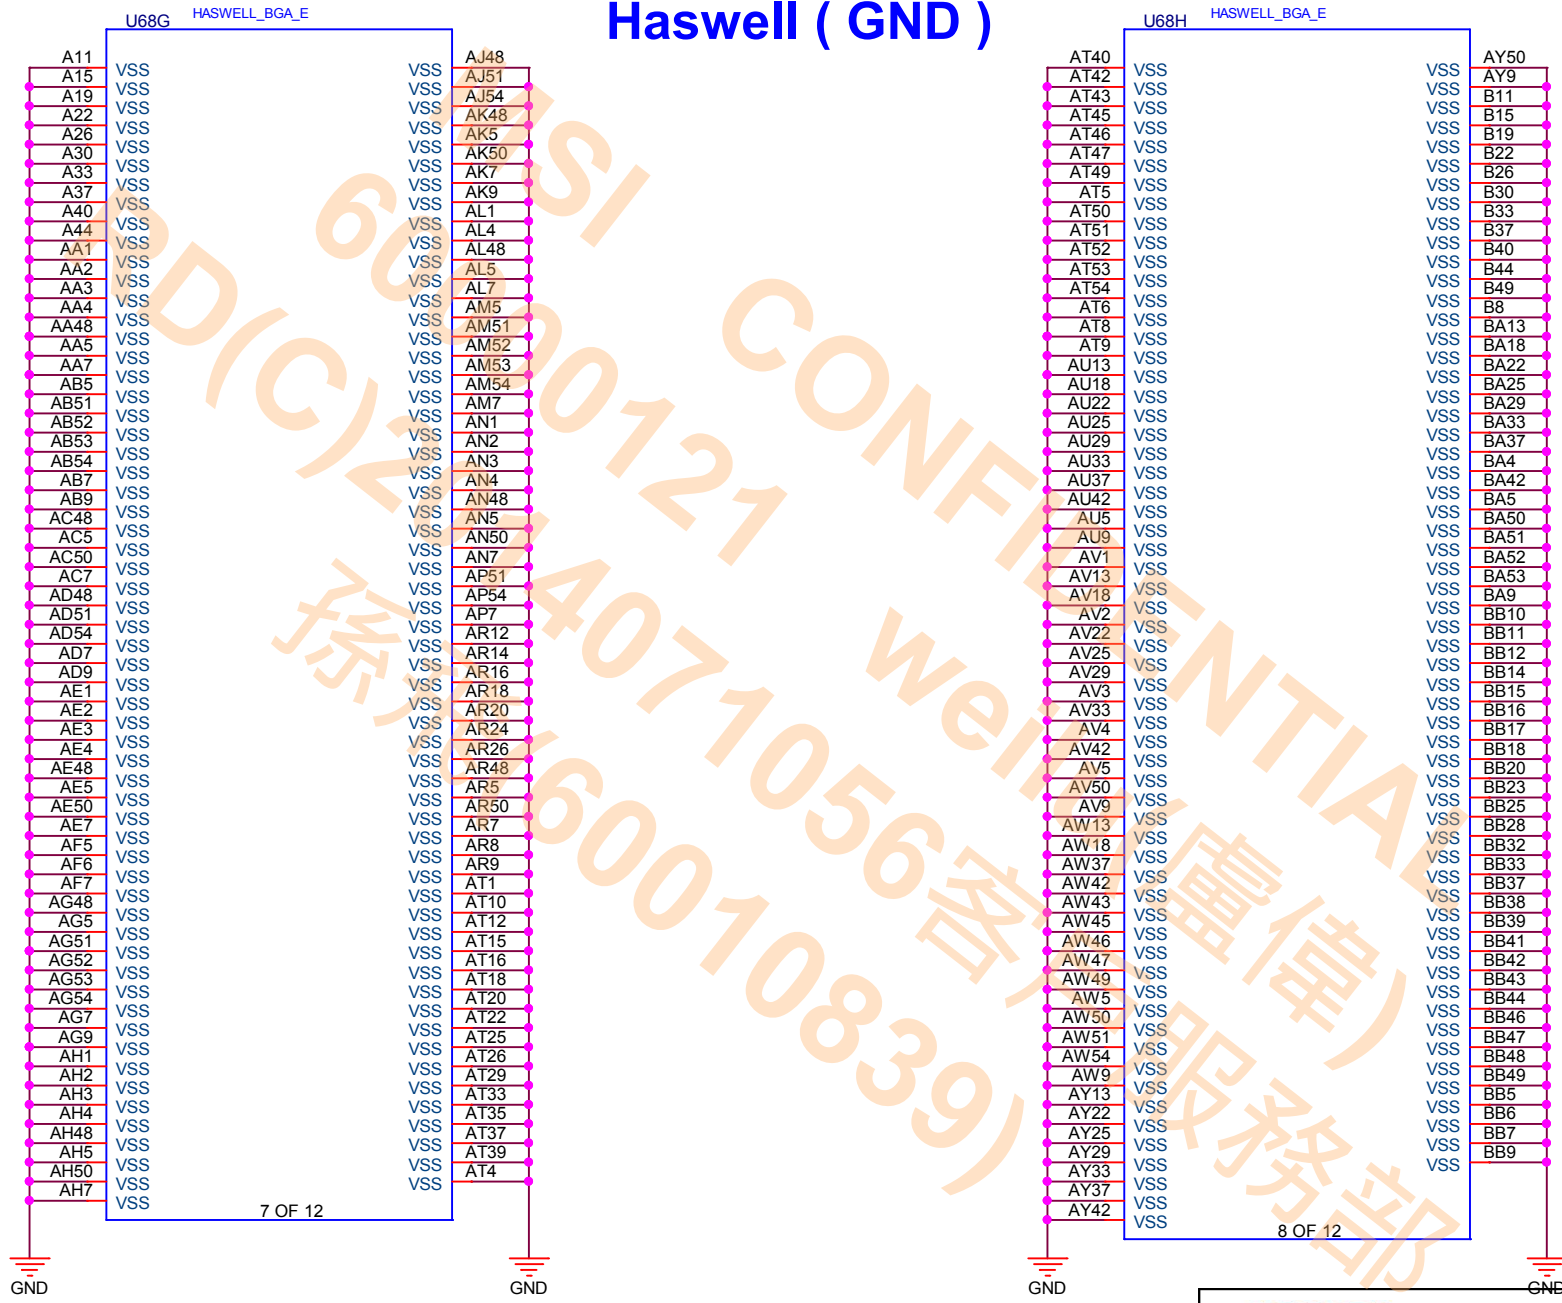 Haswell ( GND )
U68G HASWELL_BGA_E
A11 VSS VSS AJ48
A15 VSS VSS AJ51
A19 VSS VSS AJ54
A22 VSS VSS AK48
A26 VSS VSS AK5
A30 VSS VSS AK50
A33 VSS VSS AK7
A37 VSS VSS AK9
A40 VSS VSS AL1
A44 VSS VSS AL4
AA1 VSS VSS AL48
AA2 VSS VSS AL5
AA3 VSS VSS AL7
AA4 VSS VSS AM5
AA48 VSS VSS AM51
AA5 VSS VSS AM52
AA7 VSS VSS AM53
AB5 VSS VSS AM54
AB51 VSS VSS AM7
AB52 VSS VSS AN1
AB53 VSS VSS AN2
AB54 VSS VSS AN3
AB7 VSS VSS AN4
AB9 VSS VSS AN48
AC48 VSS VSS AN5
AC5 VSS VSS AN50
AC50 VSS VSS AN7
AC7 VSS VSS AP51
AD48 VSS VSS AP54
AD51 VSS VSS AP7
AD54 VSS VSS AR12
AD7 VSS VSS AR14
AD9 VSS VSS AR16
AE1 VSS VSS AR18
AE2 VSS VSS AR20
AE3 VSS VSS AR24
AE4 VSS VSS AR26
AE48 VSS VSS AR48
AE5 VSS VSS AR5
AE50 VSS VSS AR50
AE7 VSS VSS AR7
AF5 VSS VSS AR8
AF6 VSS VSS AR9
AF7 VSS VSS AT1
AG48 VSS VSS AT10
AG5 VSS VSS AT12
AG51 VSS VSS AT15
AG52 VSS VSS AT16
AG53 VSS VSS AT18
AG54 VSS VSS AT20
AG7 VSS VSS AT22
AG9 VSS VSS AT25
AH1 VSS VSS AT26
AH2 VSS VSS AT29
AH3 VSS VSS AT33
AH4 VSS VSS AT35
AH48 VSS VSS AT37
AH5 VSS VSS AT39
AH50 VSS VSS AT4
AH7 VSS
7 OF 12
GND GND
U68H HASWELL_BGA_E
AT40 VSS VSS AY50
AT42 VSS VSS AY9
AT43 VSS VSS B11
AT45 VSS VSS B15
AT46 VSS VSS B19
AT47 VSS VSS B22
AT49 VSS VSS B26
AT5 VSS VSS B30
AT50 VSS VSS B33
AT51 VSS VSS B37
AT52 VSS VSS B40
AT53 VSS VSS B44
AT54 VSS VSS B49
AT6 VSS VSS B8
AT8 VSS VSS BA13
AT9 VSS VSS BA18
AU13 VSS VSS BA22
AU18 VSS VSS BA25
AU22 VSS VSS BA29
AU25 VSS VSS BA33
AU29 VSS VSS BA37
AU33 VSS VSS BA4
AU37 VSS VSS BA42
AU42 VSS VSS BA5
AU5 VSS VSS BA50
AU9 VSS VSS BA51
AV1 VSS VSS BA52
AV13 VSS VSS BA53
AV18 VSS VSS BA9
AV2 VSS VSS BB10
AV22 VSS VSS BB11
AV25 VSS VSS BB12
AV29 VSS VSS BB14
AV3 VSS VSS BB15
AV33 VSS VSS BB16
AV4 VSS VSS BB17
AV42 VSS VSS BB18
AV5 VSS VSS BB20
AV50 VSS VSS BB23
AV9 VSS VSS BB25
AW13 VSS VSS BB28
AW18 VSS VSS BB32
AW37 VSS VSS BB33
AW42 VSS VSS BB37
AW43 VSS VSS BB38
AW45 VSS VSS BB39
AW46 VSS VSS BB41
AW47 VSS VSS BB42
AW49 VSS VSS BB43
AW5 VSS VSS BB44
AW50 VSS VSS BB46
AW51 VSS VSS BB47
AW54 VSS VSS BB48
AW9 VSS VSS BB49
AY13 VSS VSS BB5
AY22 VSS VSS BB6
AY25 VSS VSS BB7
AY29 VSS VSS BB9
AY33 VSS
AY37 VSS
AY42 VSS
8 OF 12
GND GND
MSI CONFIDENTIAL
60000121 weilu(盧偉)
RD(C)2014071056客戶服務部
(60010839)